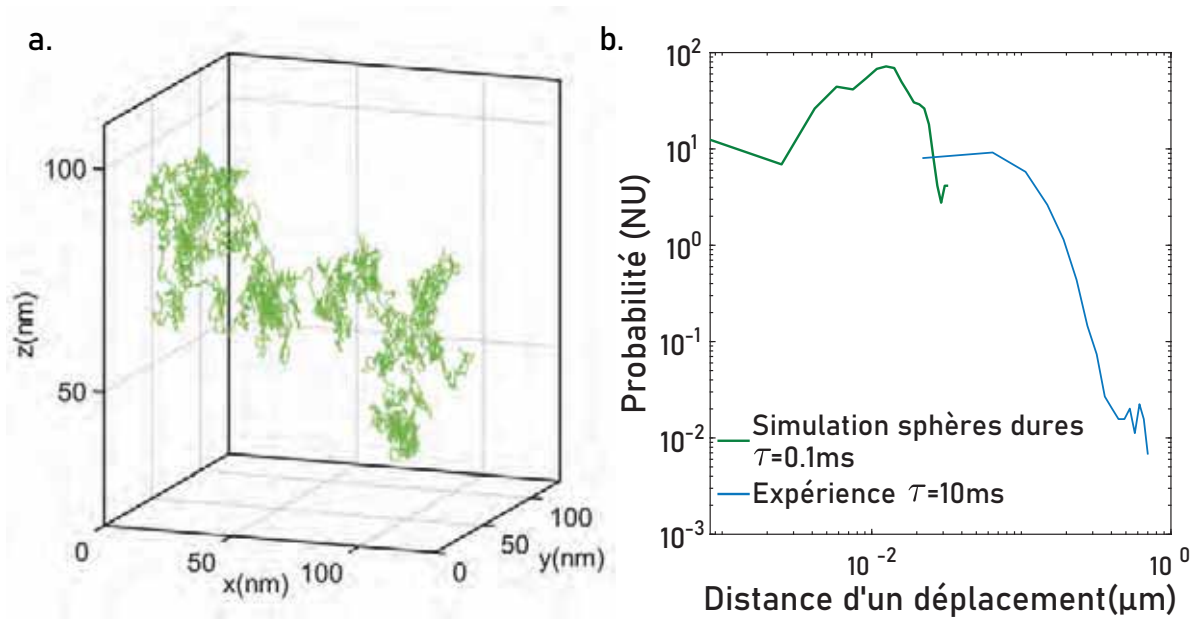 a.
100
50
z(nm)
0
50
100
x(nm)
0
50
100
y(nm)
b.
10²
10¹
10⁰
10⁻¹
10⁻²
10⁻³
Probabilité (NU)
Simulation sphères dures
τ=0.1ms
Expérience τ=10ms
10⁻²
10⁰
Distance d'un déplacement(µm)